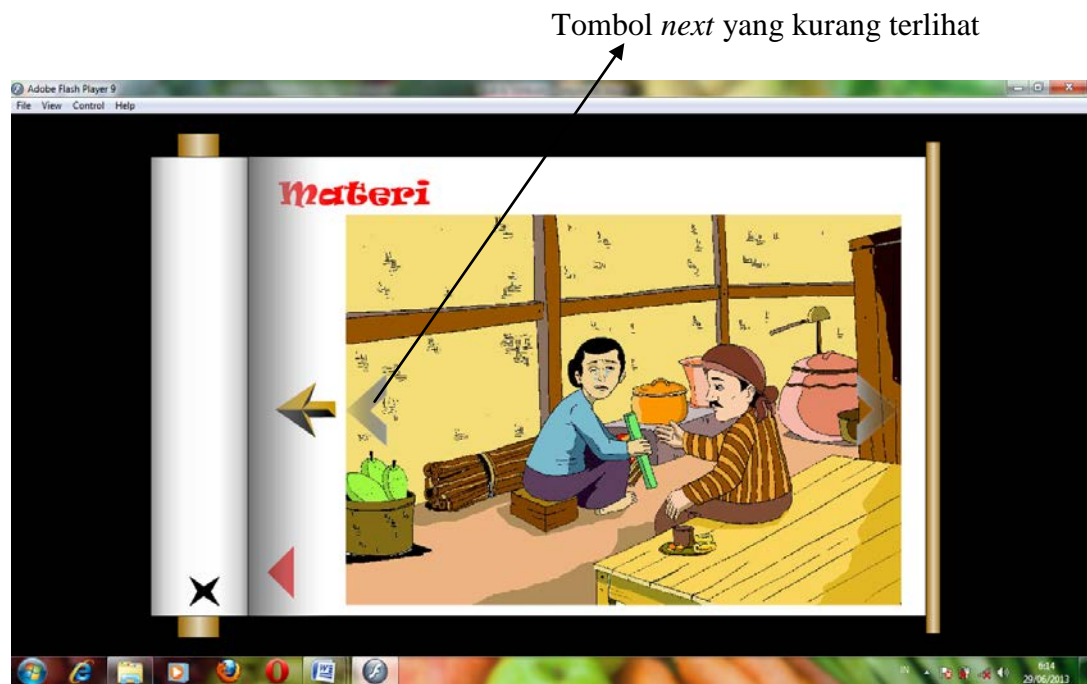 Tombol next yang kurang terlihat
Adobe Flash Player 9
File View Control Help
Materi
IN
6:14
29/06/2013